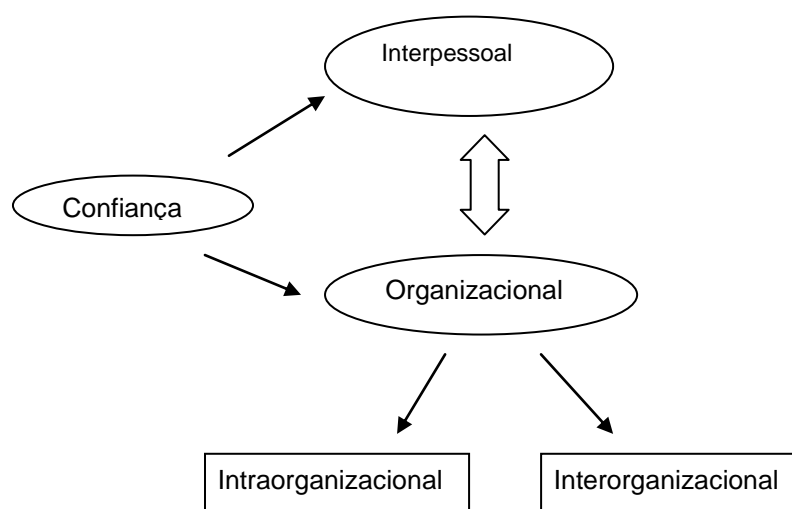 Interpessoal
Confiança
Organizacional
Intraorganizacional
Interorganizacional